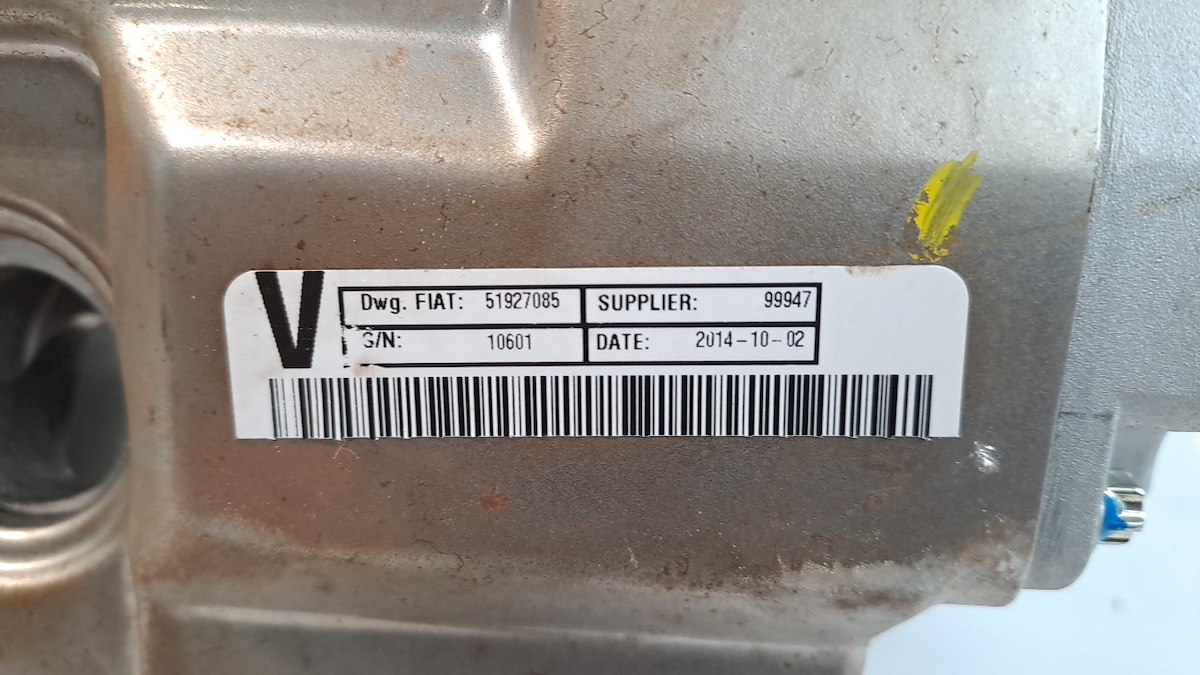 V
Dwg. FIAT: 51927085 SUPPLIER: 99947
S/N: 10601 DATE: 2014-10-02